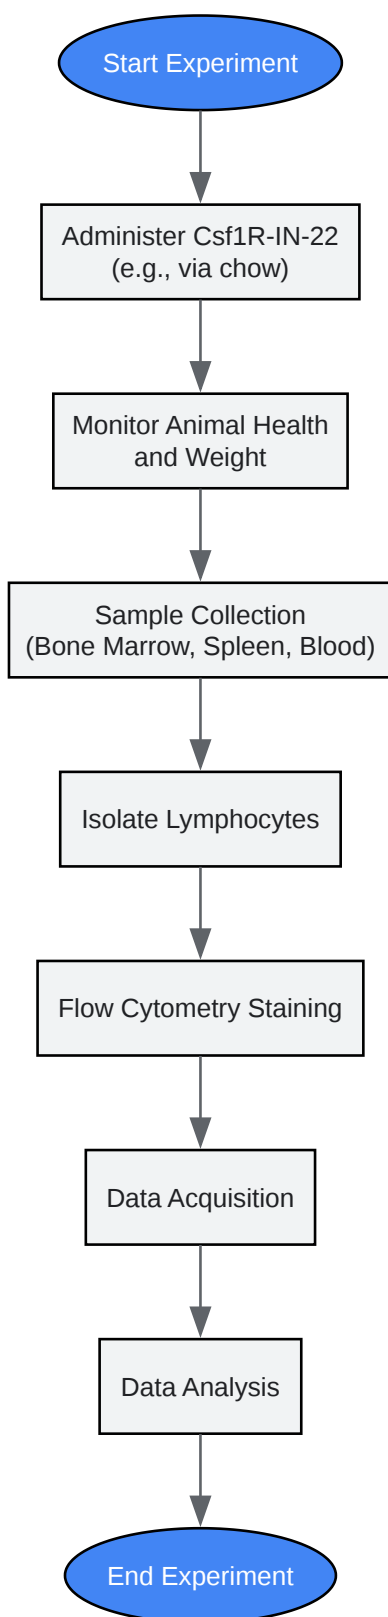 Start Experiment
Administer Csf1R-IN-22
(e.g., via chow)
Monitor Animal Health
and Weight
Sample Collection
(Bone Marrow, Spleen, Blood)
Isolate Lymphocytes
Flow Cytometry Staining
Data Acquisition
Data Analysis
End Experiment